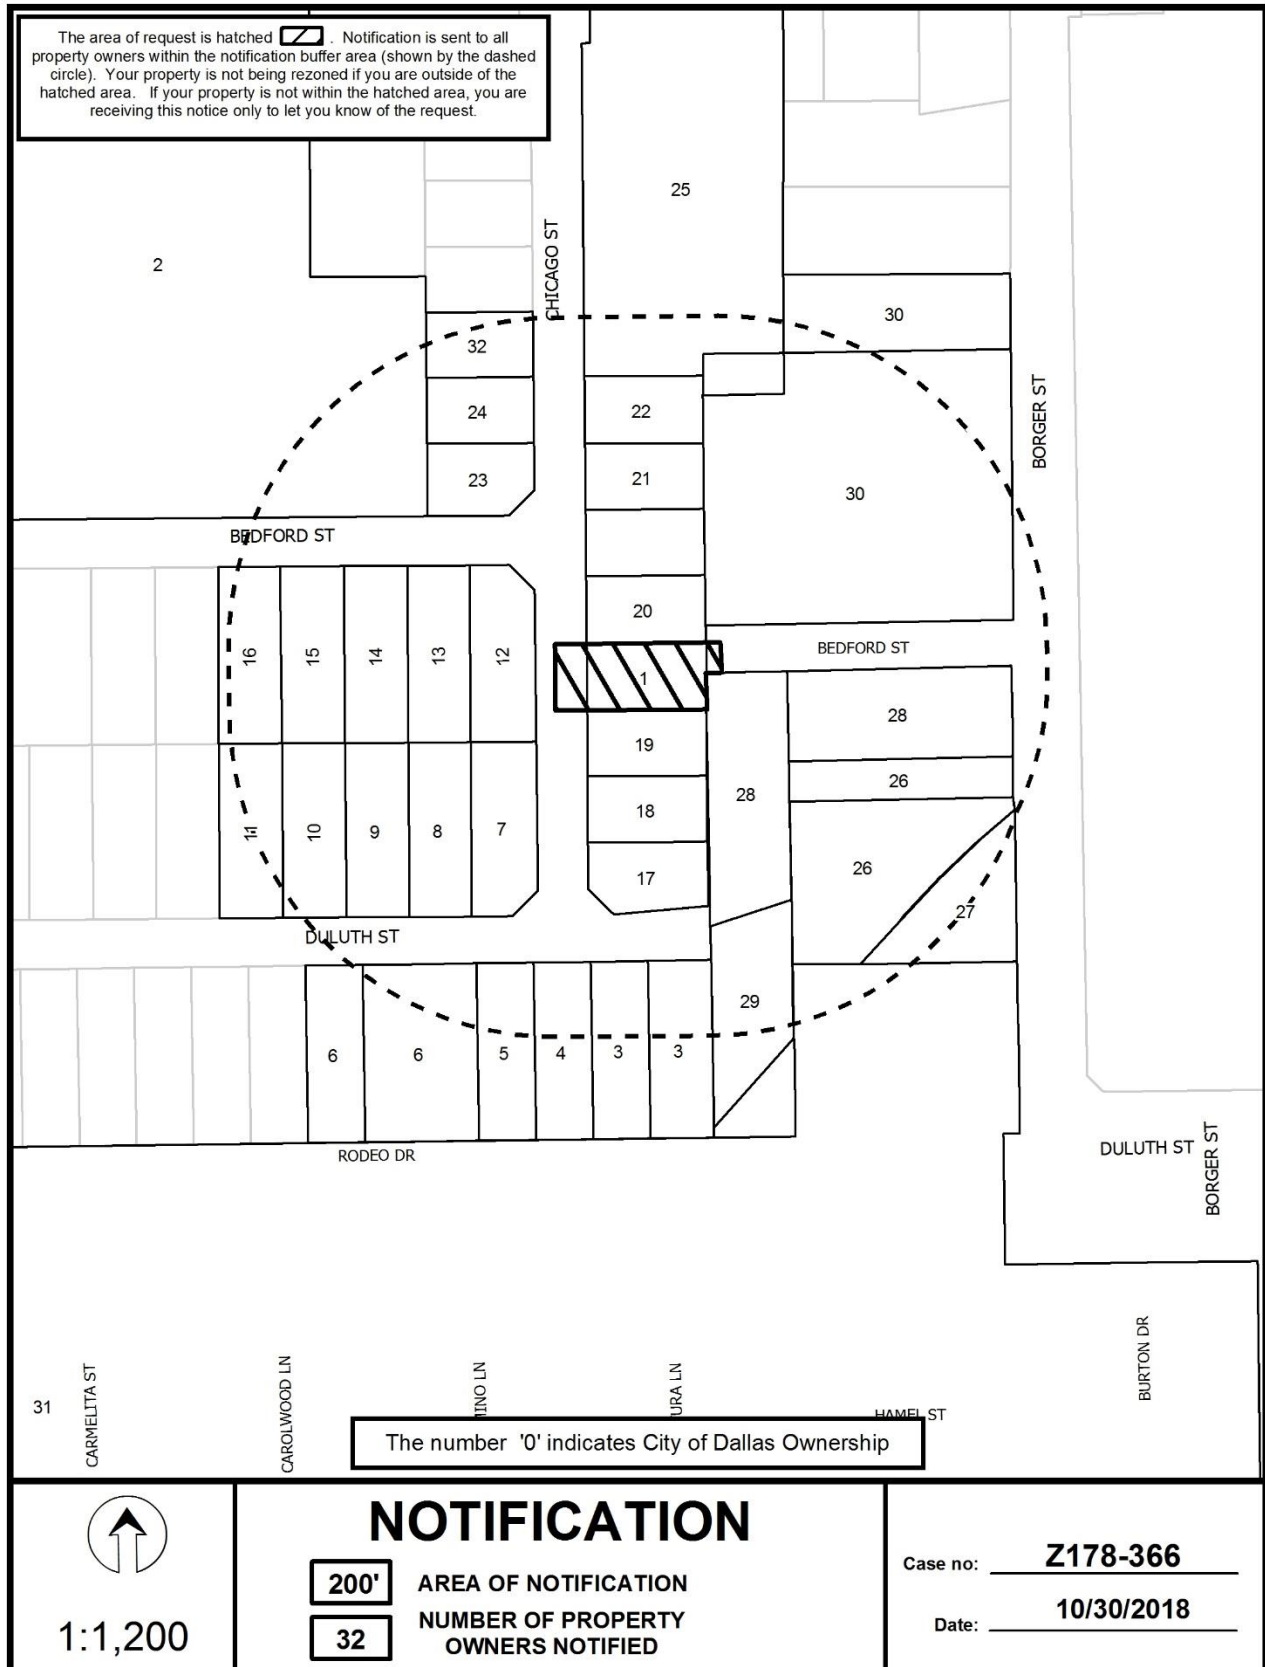 The area of request is hatched . Notification is sent to all
property owners within the notification buffer area (shown by the dashed
circle). Your property is not being rezoned if you are outside of the
hatched area. If your property is not within the hatched area, you are
receiving this notice only to let you know of the request.
25
2
CHICAGO ST
30
32
24
22
BORGER ST
23
21
30
BEDFORD ST
20
16
15
14
13
12
BEDFORD ST
1
28
19
26
28
11
10
9
8
7
18
26
17
27
DULUTH ST
29
6
6
5
4
3
3
RODEO DR
DULUTH ST
BORGER ST
BURTON DR
31
CARMELITA ST
CAROLWOOD LN
INO LN
URA LN
HAMEL ST
The number '0' indicates City of Dallas Ownership
1:1,200
NOTIFICATION
200' AREA OF NOTIFICATION
32 NUMBER OF PROPERTY
OWNERS NOTIFIED
Case no: Z178-366
Date: 10/30/2018